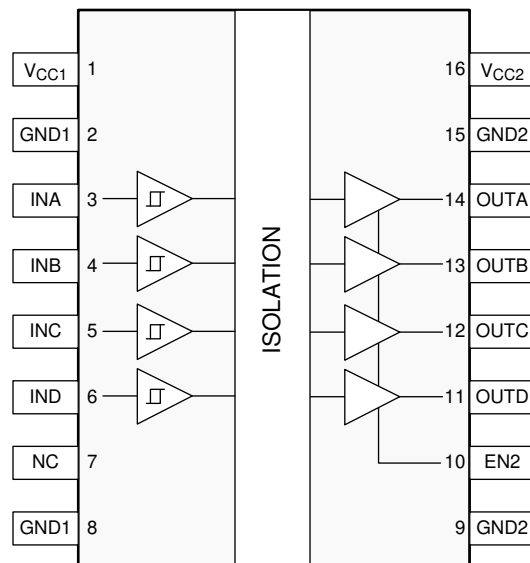 VCC1 1 16 VCC2
GND1 2 15 GND2
INA 3 14 OUTA
INB 4 13 OUTB
INC 5 12 OUTC
IND 6 11 OUTD
NC 7 10 EN2
GND1 8 9 GND2
ISOLATION